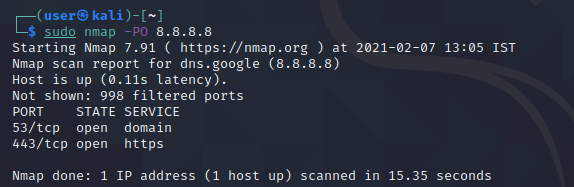 ┌──(user㉿kali)-[~]
└─$ sudo nmap -PO 8.8.8.8
Starting Nmap 7.91 ( https://nmap.org ) at 2021-02-07 13:05 IST
Nmap scan report for dns.google (8.8.8.8)
Host is up (0.11s latency).
Not shown: 998 filtered ports
PORT    STATE SERVICE
53/tcp  open  domain
443/tcp open  https

Nmap done: 1 IP address (1 host up) scanned in 15.35 seconds